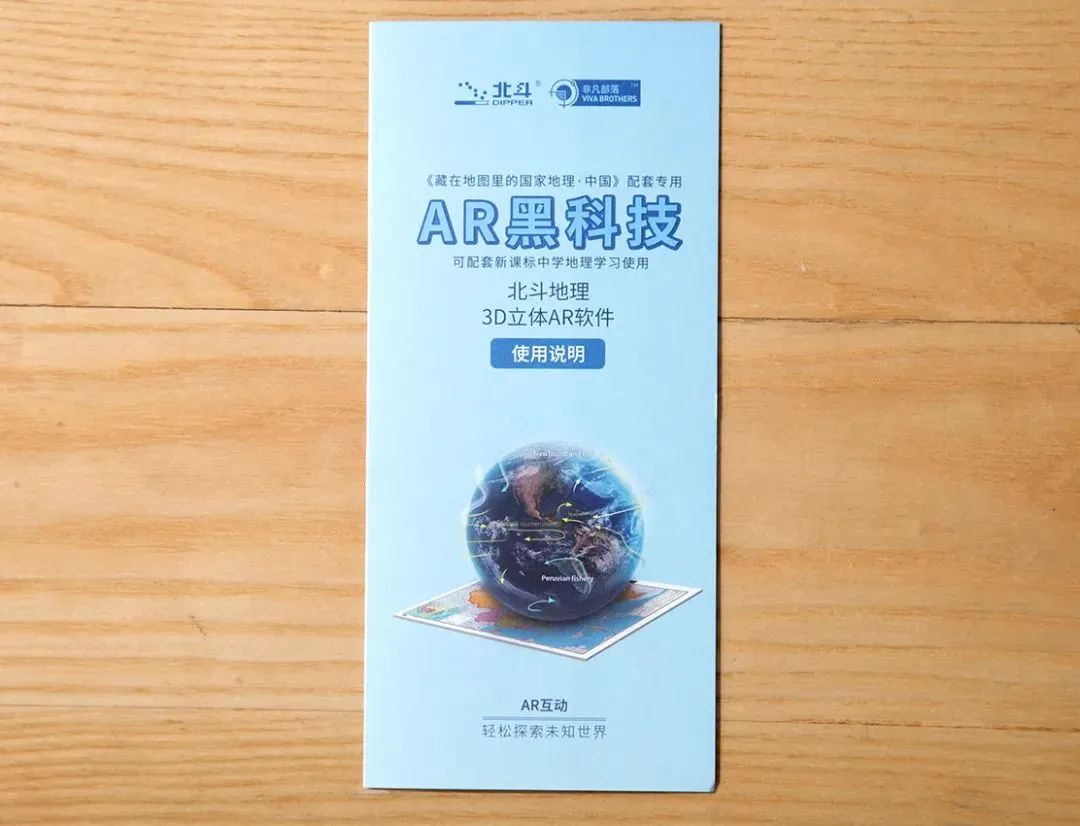 北斗® 非凡部落™
DIPPER VIVA BROTHERS
《藏在地图里的国家地理·中国》配套专用
AR黑科技
可配套新课标中学地理学习使用
北斗地理
3D立体AR软件
使用说明
Peruvian fishery
AR互动
轻松探索未知世界